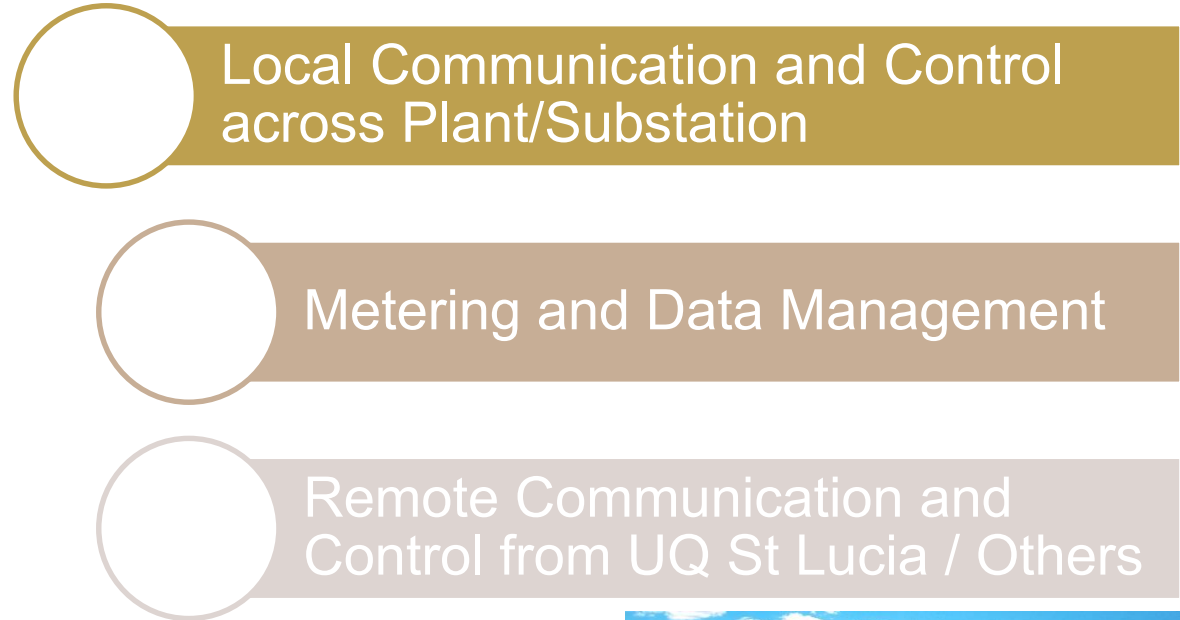 Local Communication and Control
across Plant/Substation
Metering and Data Management
Remote Communication and
Control from UQ St Lucia / Others